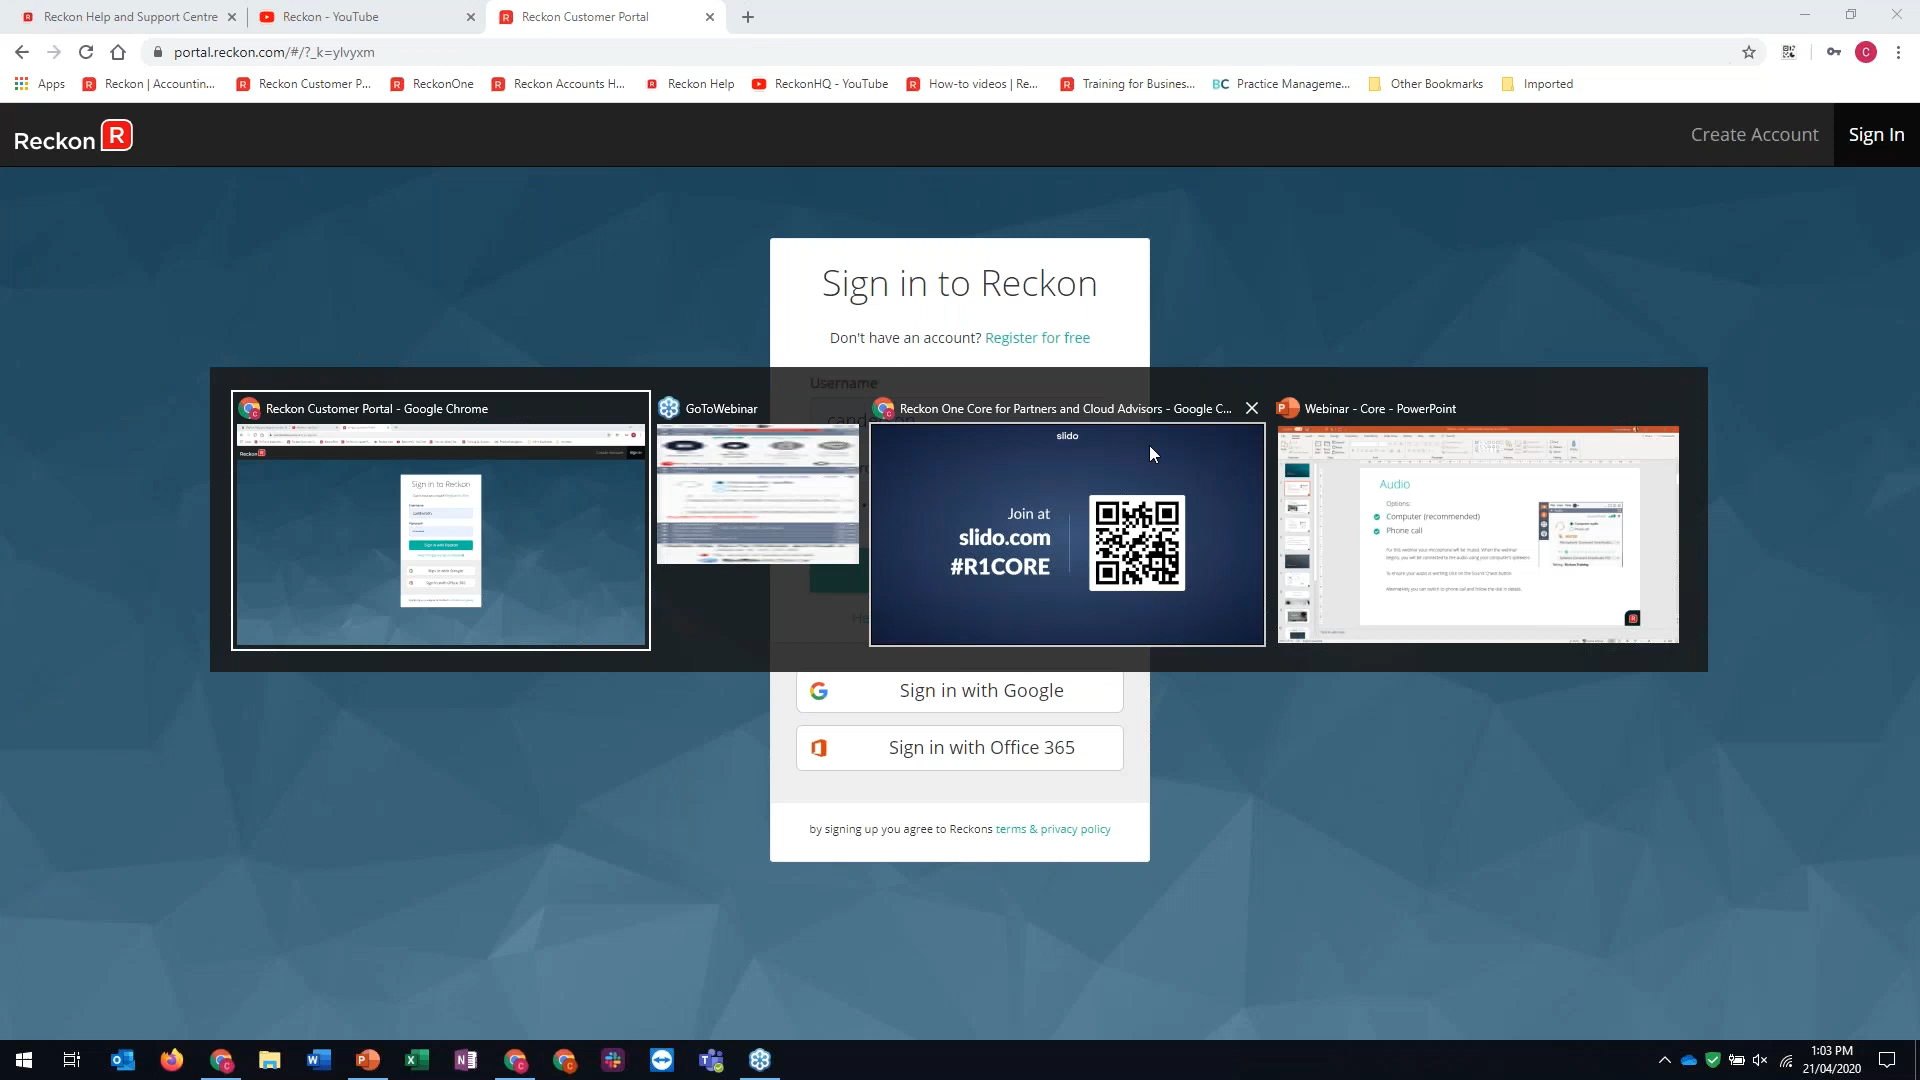 Reckon Help and Support Centre
Reckon - YouTube
Reckon Customer Portal
portal.reckon.com/#/?_k=ylvyxm
C
Apps
Reckon | Accountin...
Reckon Customer P...
ReckonOne
Reckon Accounts H...
Reckon Help
ReckonHQ - YouTube
How-to videos | Re...
Training for Busines...
BC Practice Manageme...
Other Bookmarks
Imported
Reckon R
Create Account
Sign In
Sign in to Reckon
Don't have an account? Register for free
Username
Reckon Customer Portal - Google Chrome
GoToWebinar
Reckon One Core for Partners and Cloud Advisors - Google C...
Webinar - Core - PowerPoint
Sign in to Reckon
slido
Join at
slido.com
#R1CORE
Audio
Options:
Computer (recommended)
Phone call
Sign in with Google
Sign in with Office 365
by signing up you agree to Reckons terms & privacy policy
1:03 PM
21/04/2020